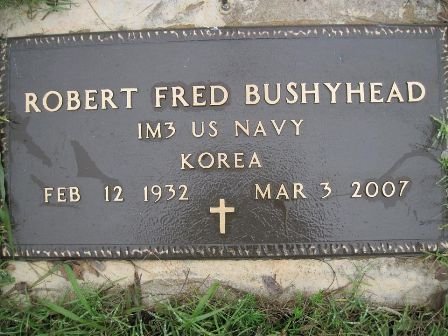 ROBERT FRED BUSHYHEAD
IM3 US NAVY
KOREA
FEB 12 1932 MAR 3 2007